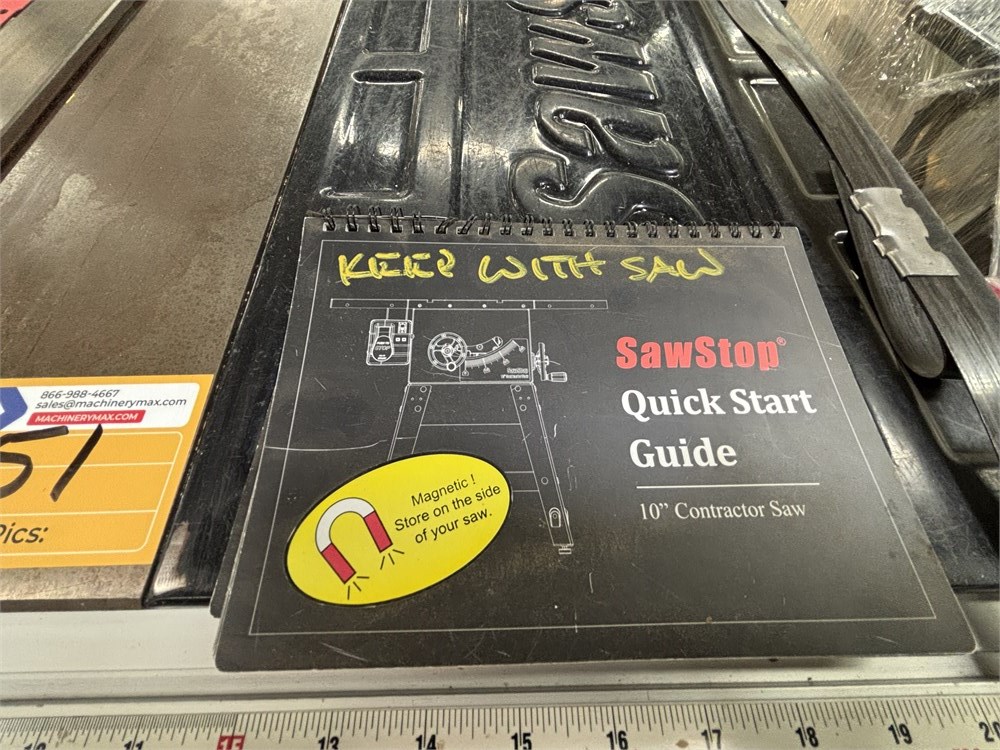 SawStop
KEEP WITH SAW
SawStop®
Quick Start
Guide
10" Contractor Saw
Magnetic !
Store on the side
of your saw.
866-988-4667
sales@machinerymax.com
MACHINERYMAX.COM
51
Pics:
13
14
15
16
17
18
19